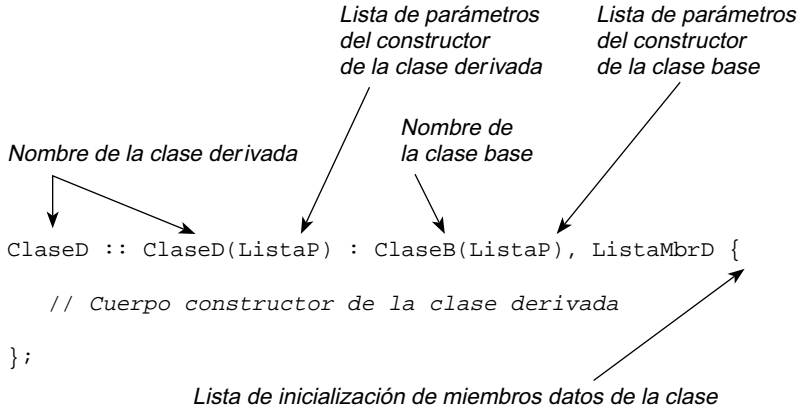 Lista de parámetros
del constructor
de la clase derivada
Lista de parámetros
del constructor
de la clase base
Nombre de
la clase base
Nombre de la clase derivada
ClaseD :: ClaseD(ListaP) : ClaseB(ListaP), ListaMbrD {
// Cuerpo constructor de la clase derivada
};
Lista de inicialización de miembros datos de la clase